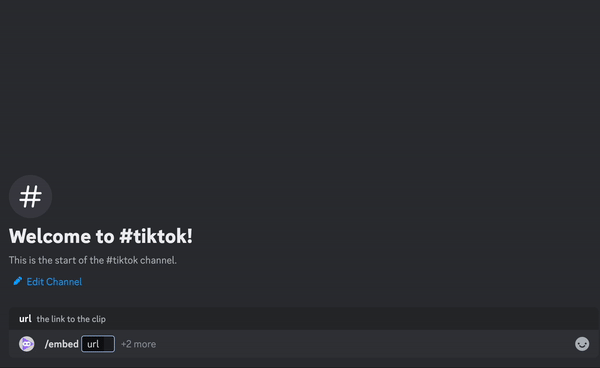 #
Welcome to #tiktok!
This is the start of the #tiktok channel.
Edit Channel
url the link to the clip
/embed url +2 more